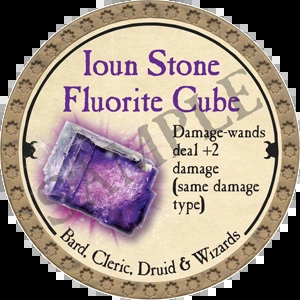 Ioun Stone
Fluorite Cube
Damage-wands
deal +2
damage
(same damage
type)
SAMPLE
Bard, Cleric, Druid & Wizards